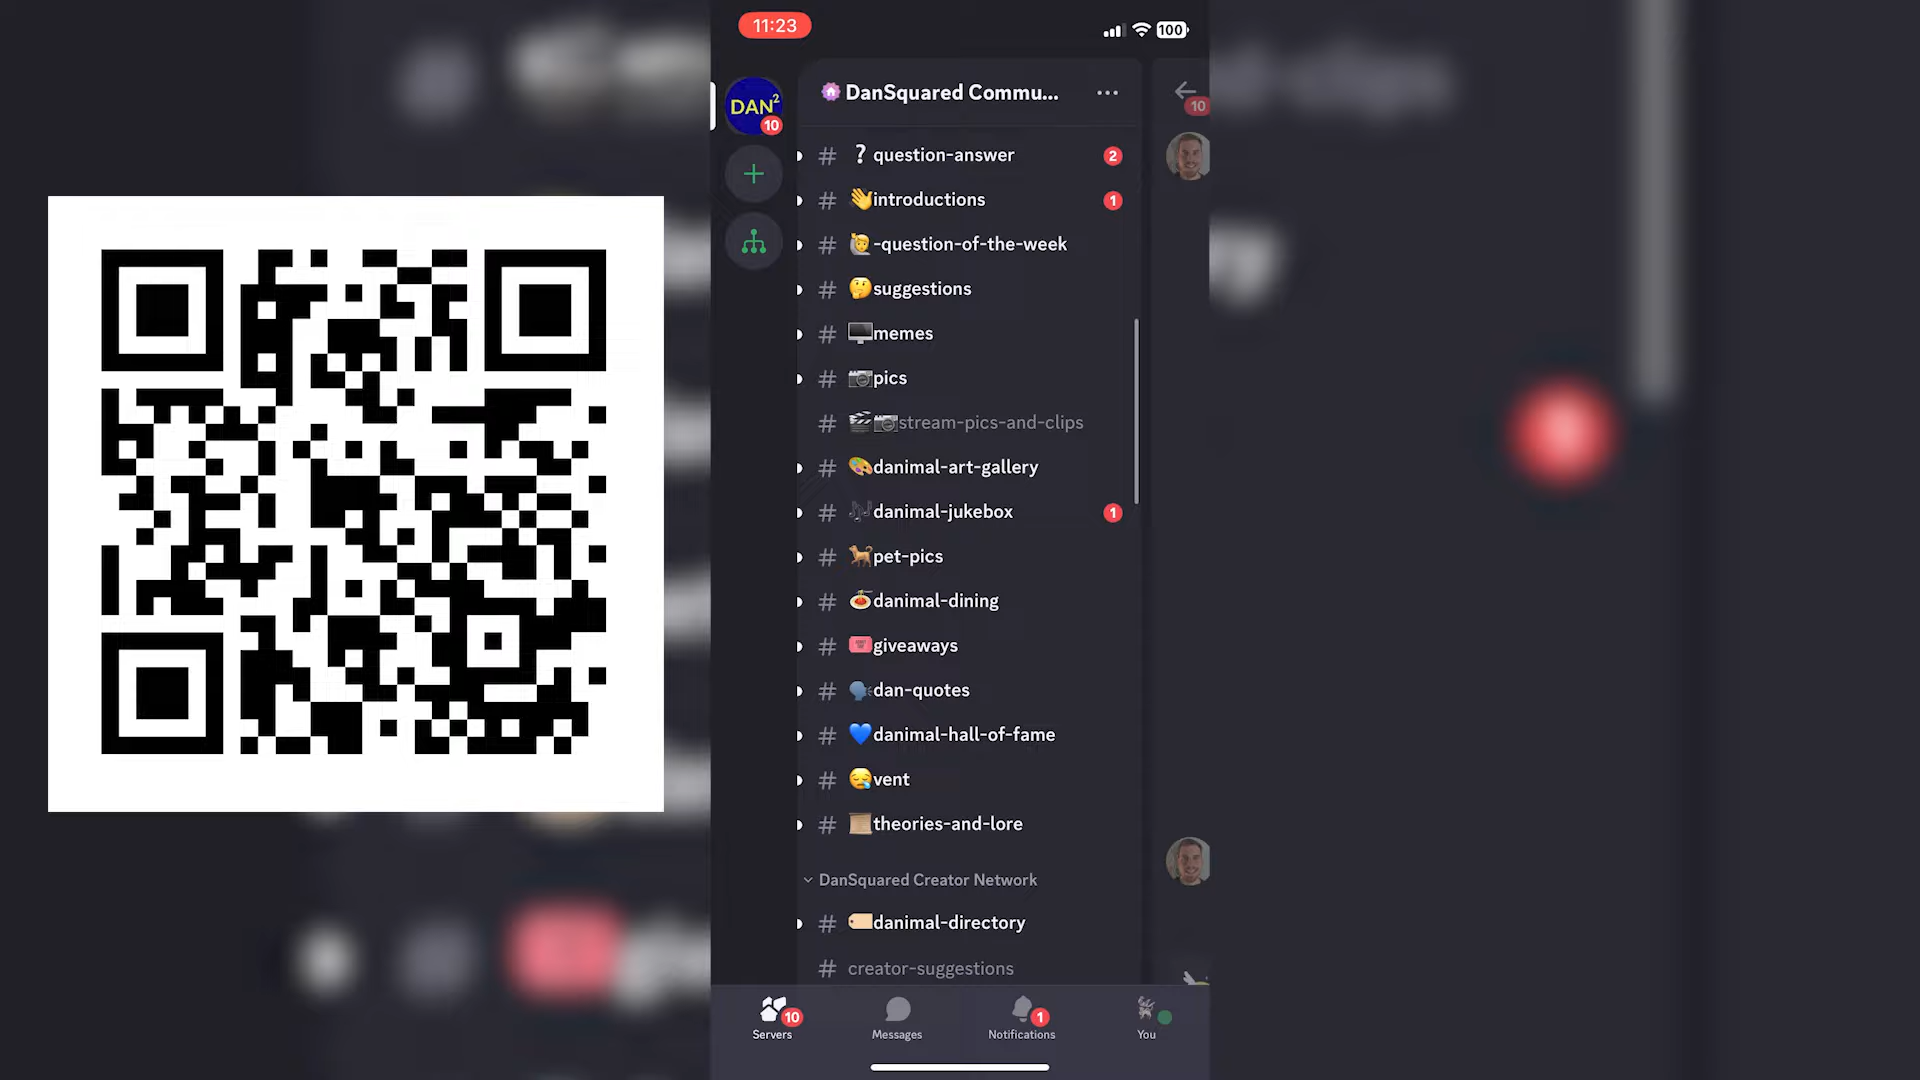 11:23
100
DAN²
10
DanSquared Commu...
10
# ?question-answer 2
# introductions 1
# -question-of-the-week
# suggestions
# memes
# pics
# stream-pics-and-clips
# danimal-art-gallery
# danimal-jukebox 1
# pet-pics
# danimal-dining
# giveaways
# dan-quotes
# danimal-hall-of-fame
# vent
# theories-and-lore
DanSquared Creator Network
# danimal-directory
# creator-suggestions
10
1
Servers
Messages
Notifications
You